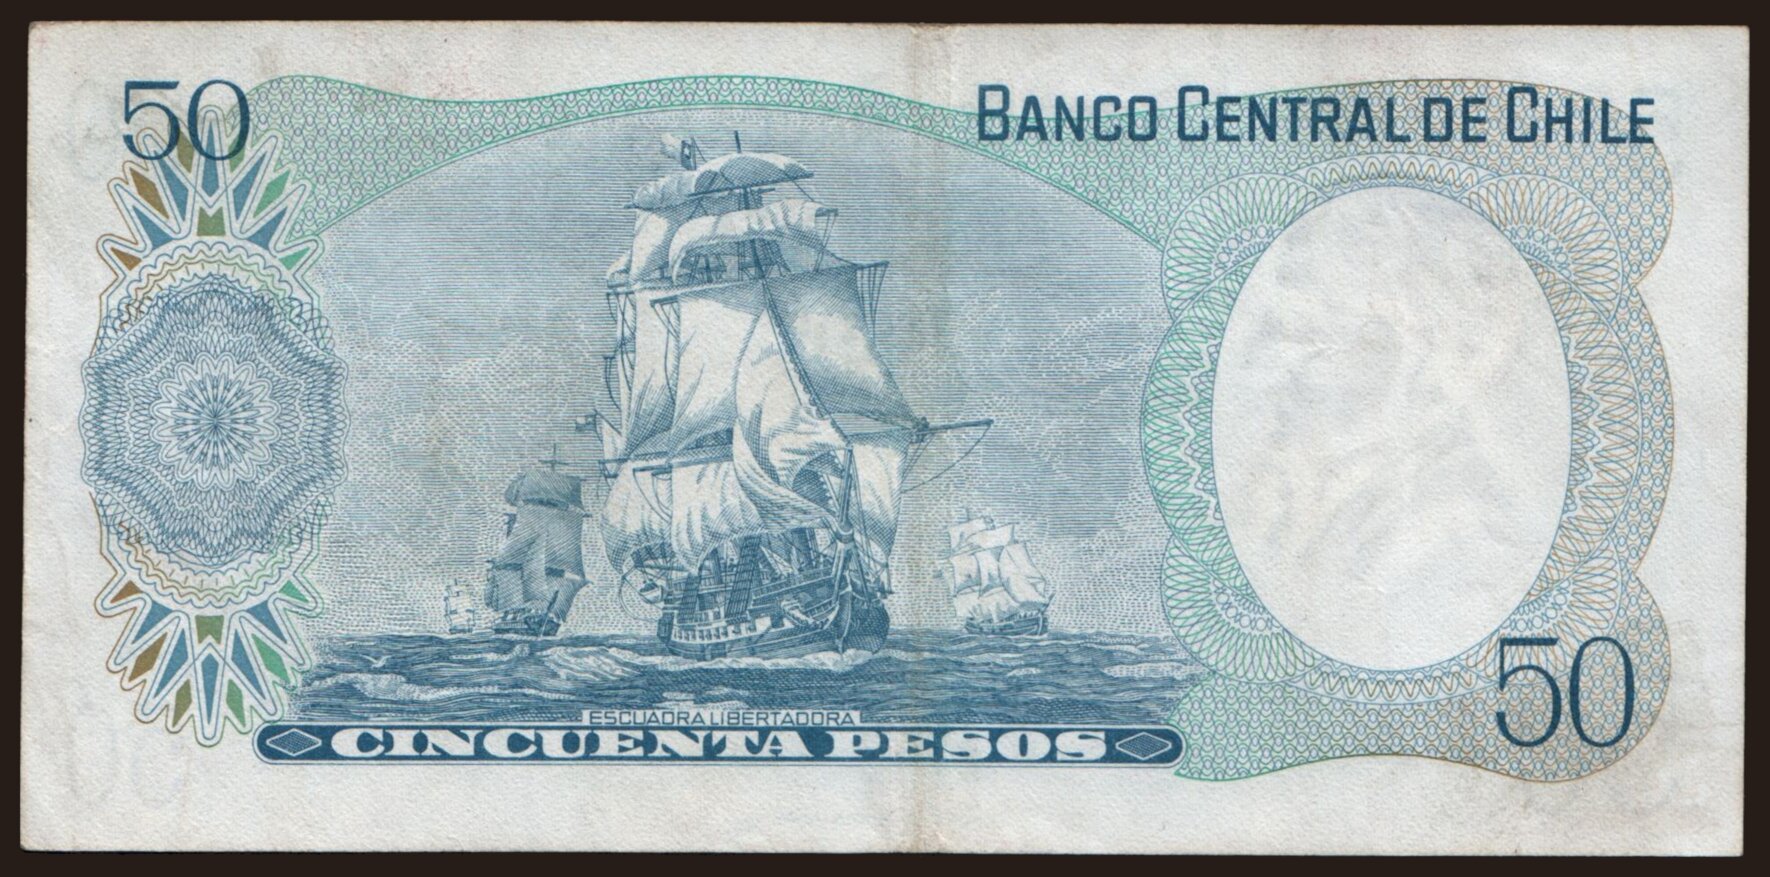 50
BANCO CENTRAL DE CHILE
ESCUADRA LIBERTADORA
CINCUENTA PESOS
50